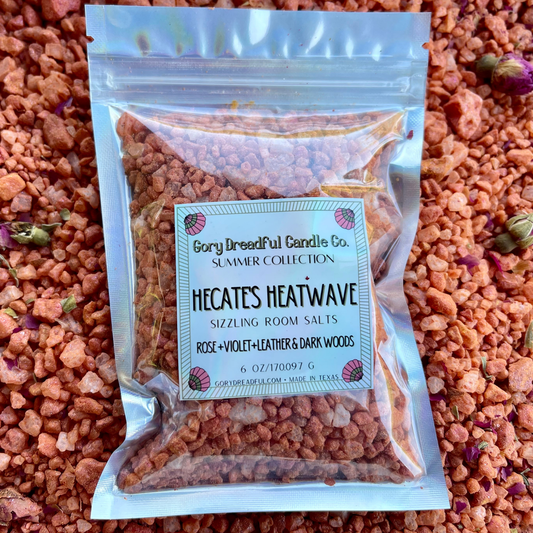 Gory Dreadful Candle Co.
SUMMER COLLECTION
HECATE'S HEATWAVE
SIZZLING ROOM SALTS
ROSE+VIOLET+LEATHER & DARK WOODS
6 OZ/170.097 G
GORYDREADFUL.COM • MADE IN TEXAS